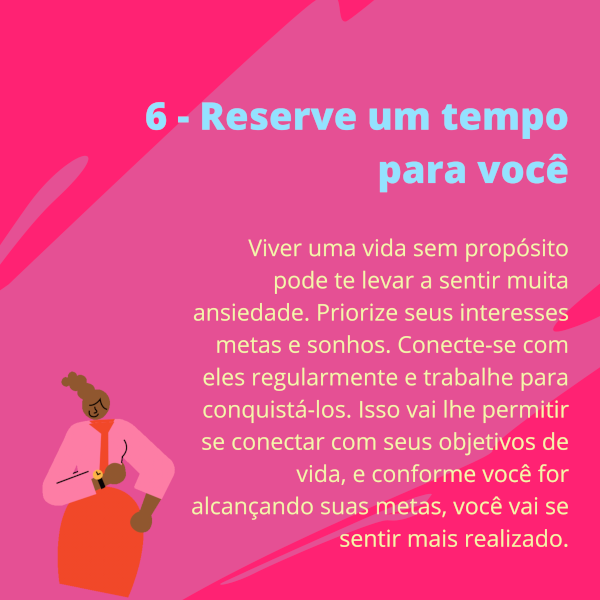 6 - Reserve um tempo
para você
Viver uma vida sem propósito
pode te levar a sentir muita
ansiedade. Priorize seus interesses
metas e sonhos. Conecte-se com
eles regularmente e trabalhe para
conquistá-los. Isso vai lhe permitir
se conectar com seus objetivos de
vida, e conforme você for
alcançando suas metas, você vai se
sentir mais realizado.